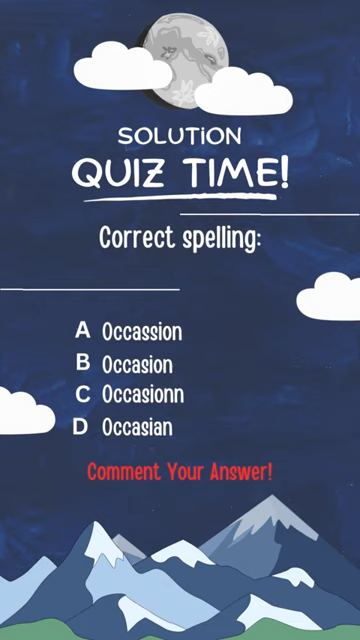 SOLUTION
QUIZ TIME!
Correct spelling:
A Occassion
B Occasion
C Occasionn
D Occasian
Comment Your Answer!